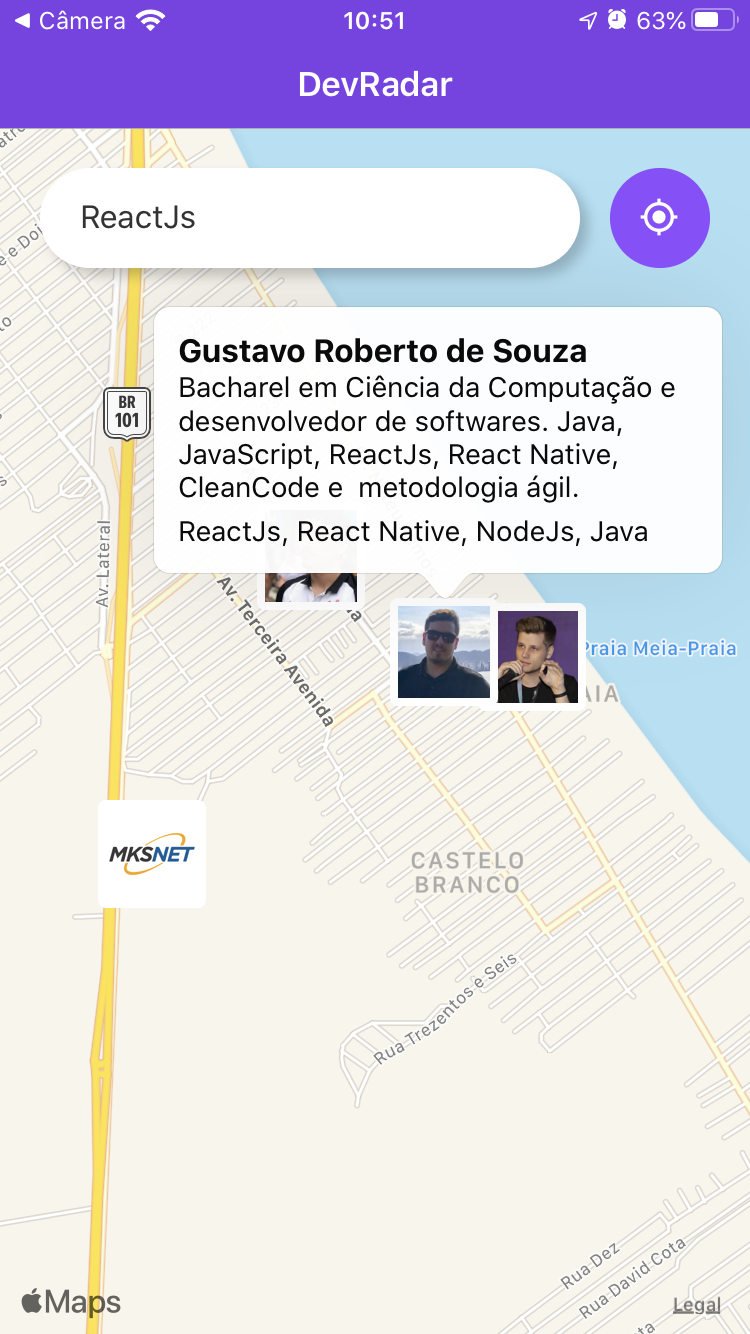 ◀ Câmera 10:51 63%
DevRadar
ReactJs
Gustavo Roberto de Souza
Bacharel em Ciência da Computação e
desenvolvedor de softwares. Java,
JavaScript, ReactJs, React Native,
CleanCode e  metodologia ágil.
ReactJs, React Native, NodeJs, Java
BR
101
Av. Lateral
Av. Terceira Avenida
Praia Meia-Praia
MKSNET
CASTELO
BRANCO
Rua Trezentos e Seis
Rua Dez
Rua David Cota
Maps
Legal